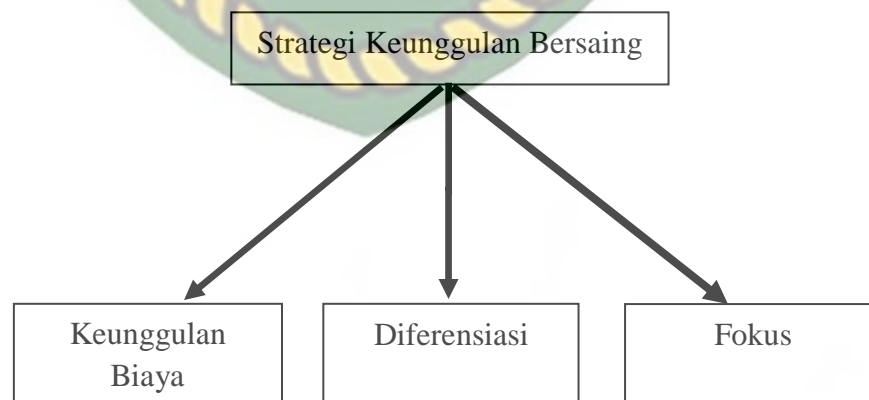 Strategi Keunggulan Bersaing
Keunggulan
Biaya
Diferensiasi
Fokus